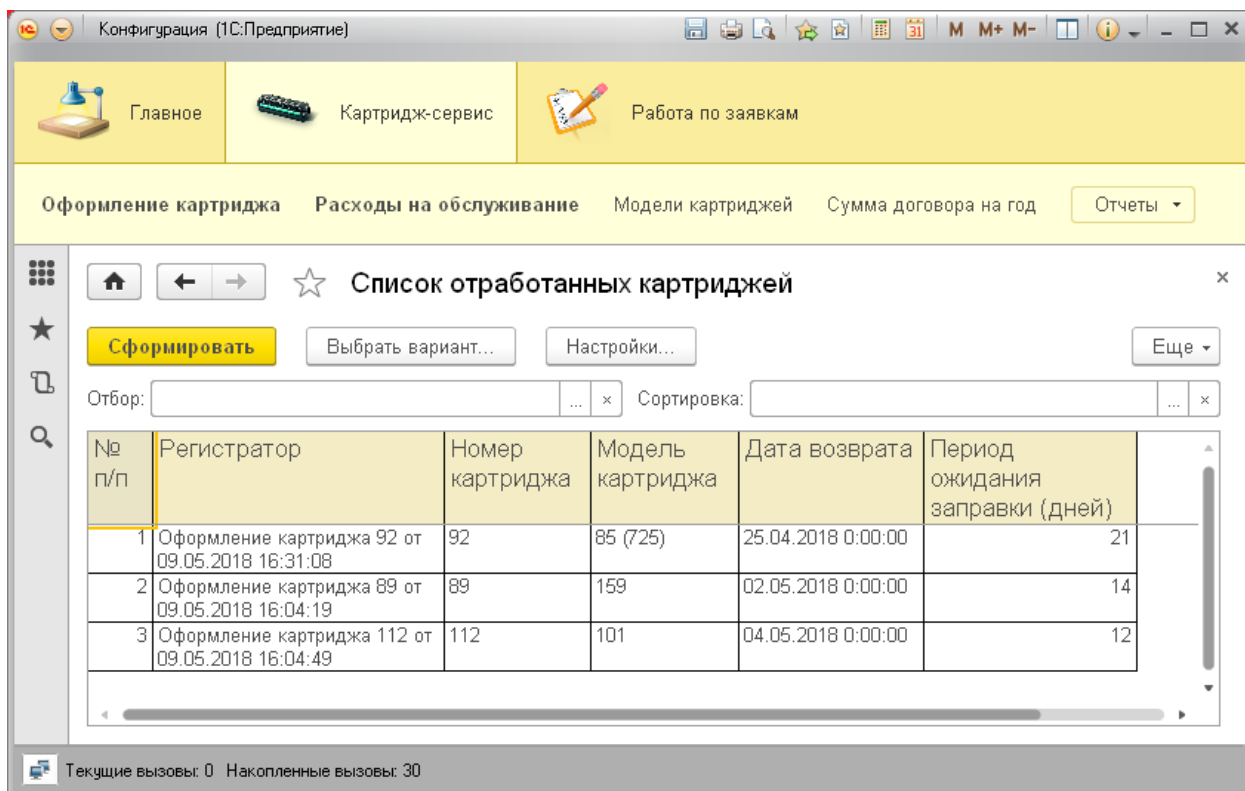 Конфигурация (1С:Предприятие)
M M+ M-
31
Главное
Картридж-сервис
Работа по заявкам
Оформление картриджа Расходы на обслуживание Модели картриджей Сумма договора на год Отчеты
Список отработанных картриджей
Сформировать Выбрать вариант... Настройки... Еще
Отбор: ... × Сортировка: ... ×
№ Регистратор Номер Модель Дата возврата Период
п/п картриджа картриджа ожидания
заправки (дней)
1 Оформление картриджа 92 от 92 85 (725) 25.04.2018 0:00:00 21
09.05.2018 16:31:08
2 Оформление картриджа 89 от 89 159 02.05.2018 0:00:00 14
09.05.2018 16:04:19
3 Оформление картриджа 112 от 112 101 04.05.2018 0:00:00 12
09.05.2018 16:04:49
Текущие вызовы: 0 Накопленные вызовы: 30